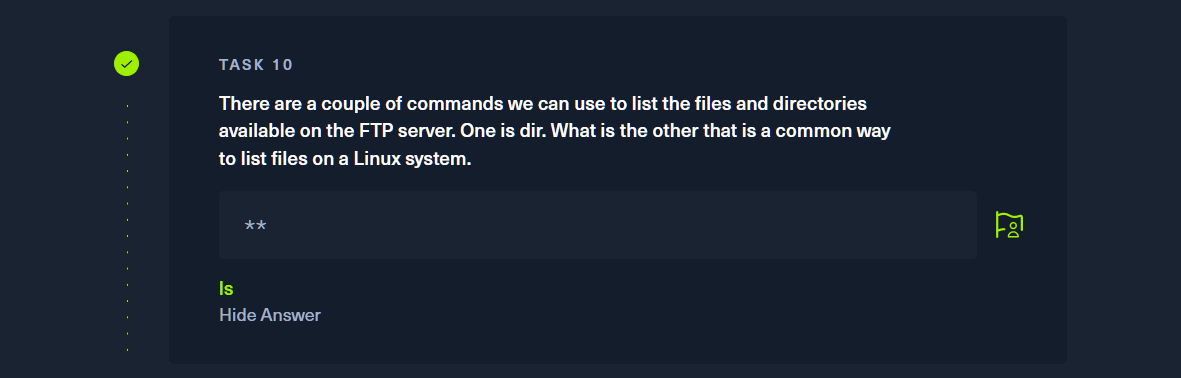 TASK 10
There are a couple of commands we can use to list the files and directories
available on the FTP server. One is dir. What is the other that is a common way
to list files on a Linux system.
**
ls
Hide Answer